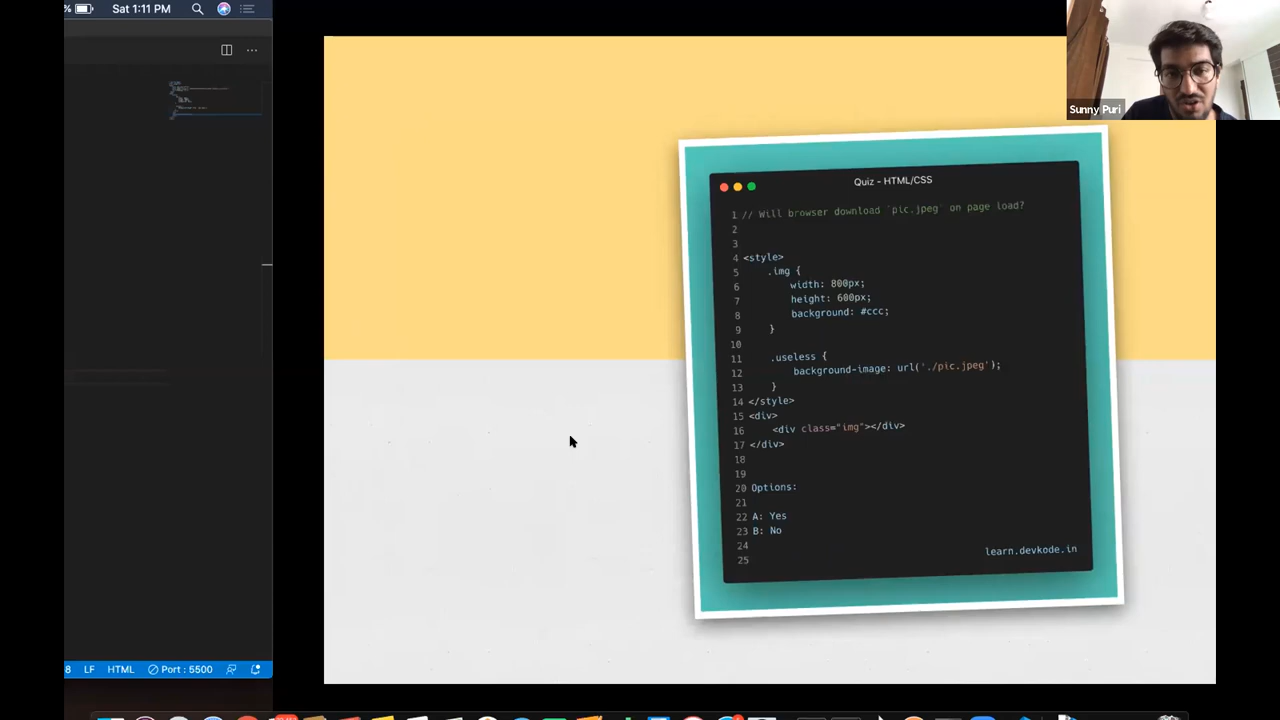 % Sat 1:11 PM
Sunny Puri
Quiz - HTML/CSS
1 // Will browser download `pic.jpeg` on page load?
2
3
4 <style>
5 .img {
6 width: 800px;
7 height: 600px;
8 background: #ccc;
9 }
10
11 .useless {
12 background-image: url('./pic.jpeg');
13 }
14 </style>
15 <div>
16 <div class="img"></div>
17 </div>
18
19
20 Options:
21
22 A: Yes
23 B: No
24
25
learn.devkode.in
8 LF HTML Port : 5500